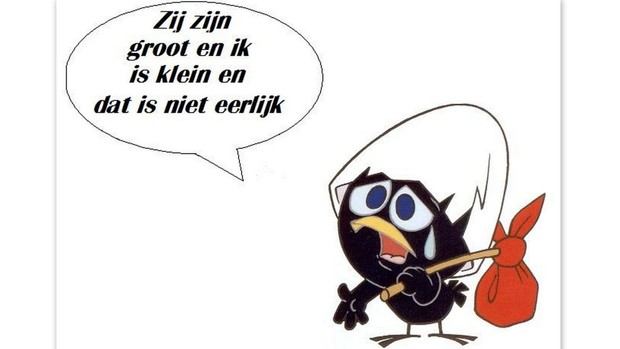 Zij zijn
groot en ik
is klein en
dat is niet eerlijk